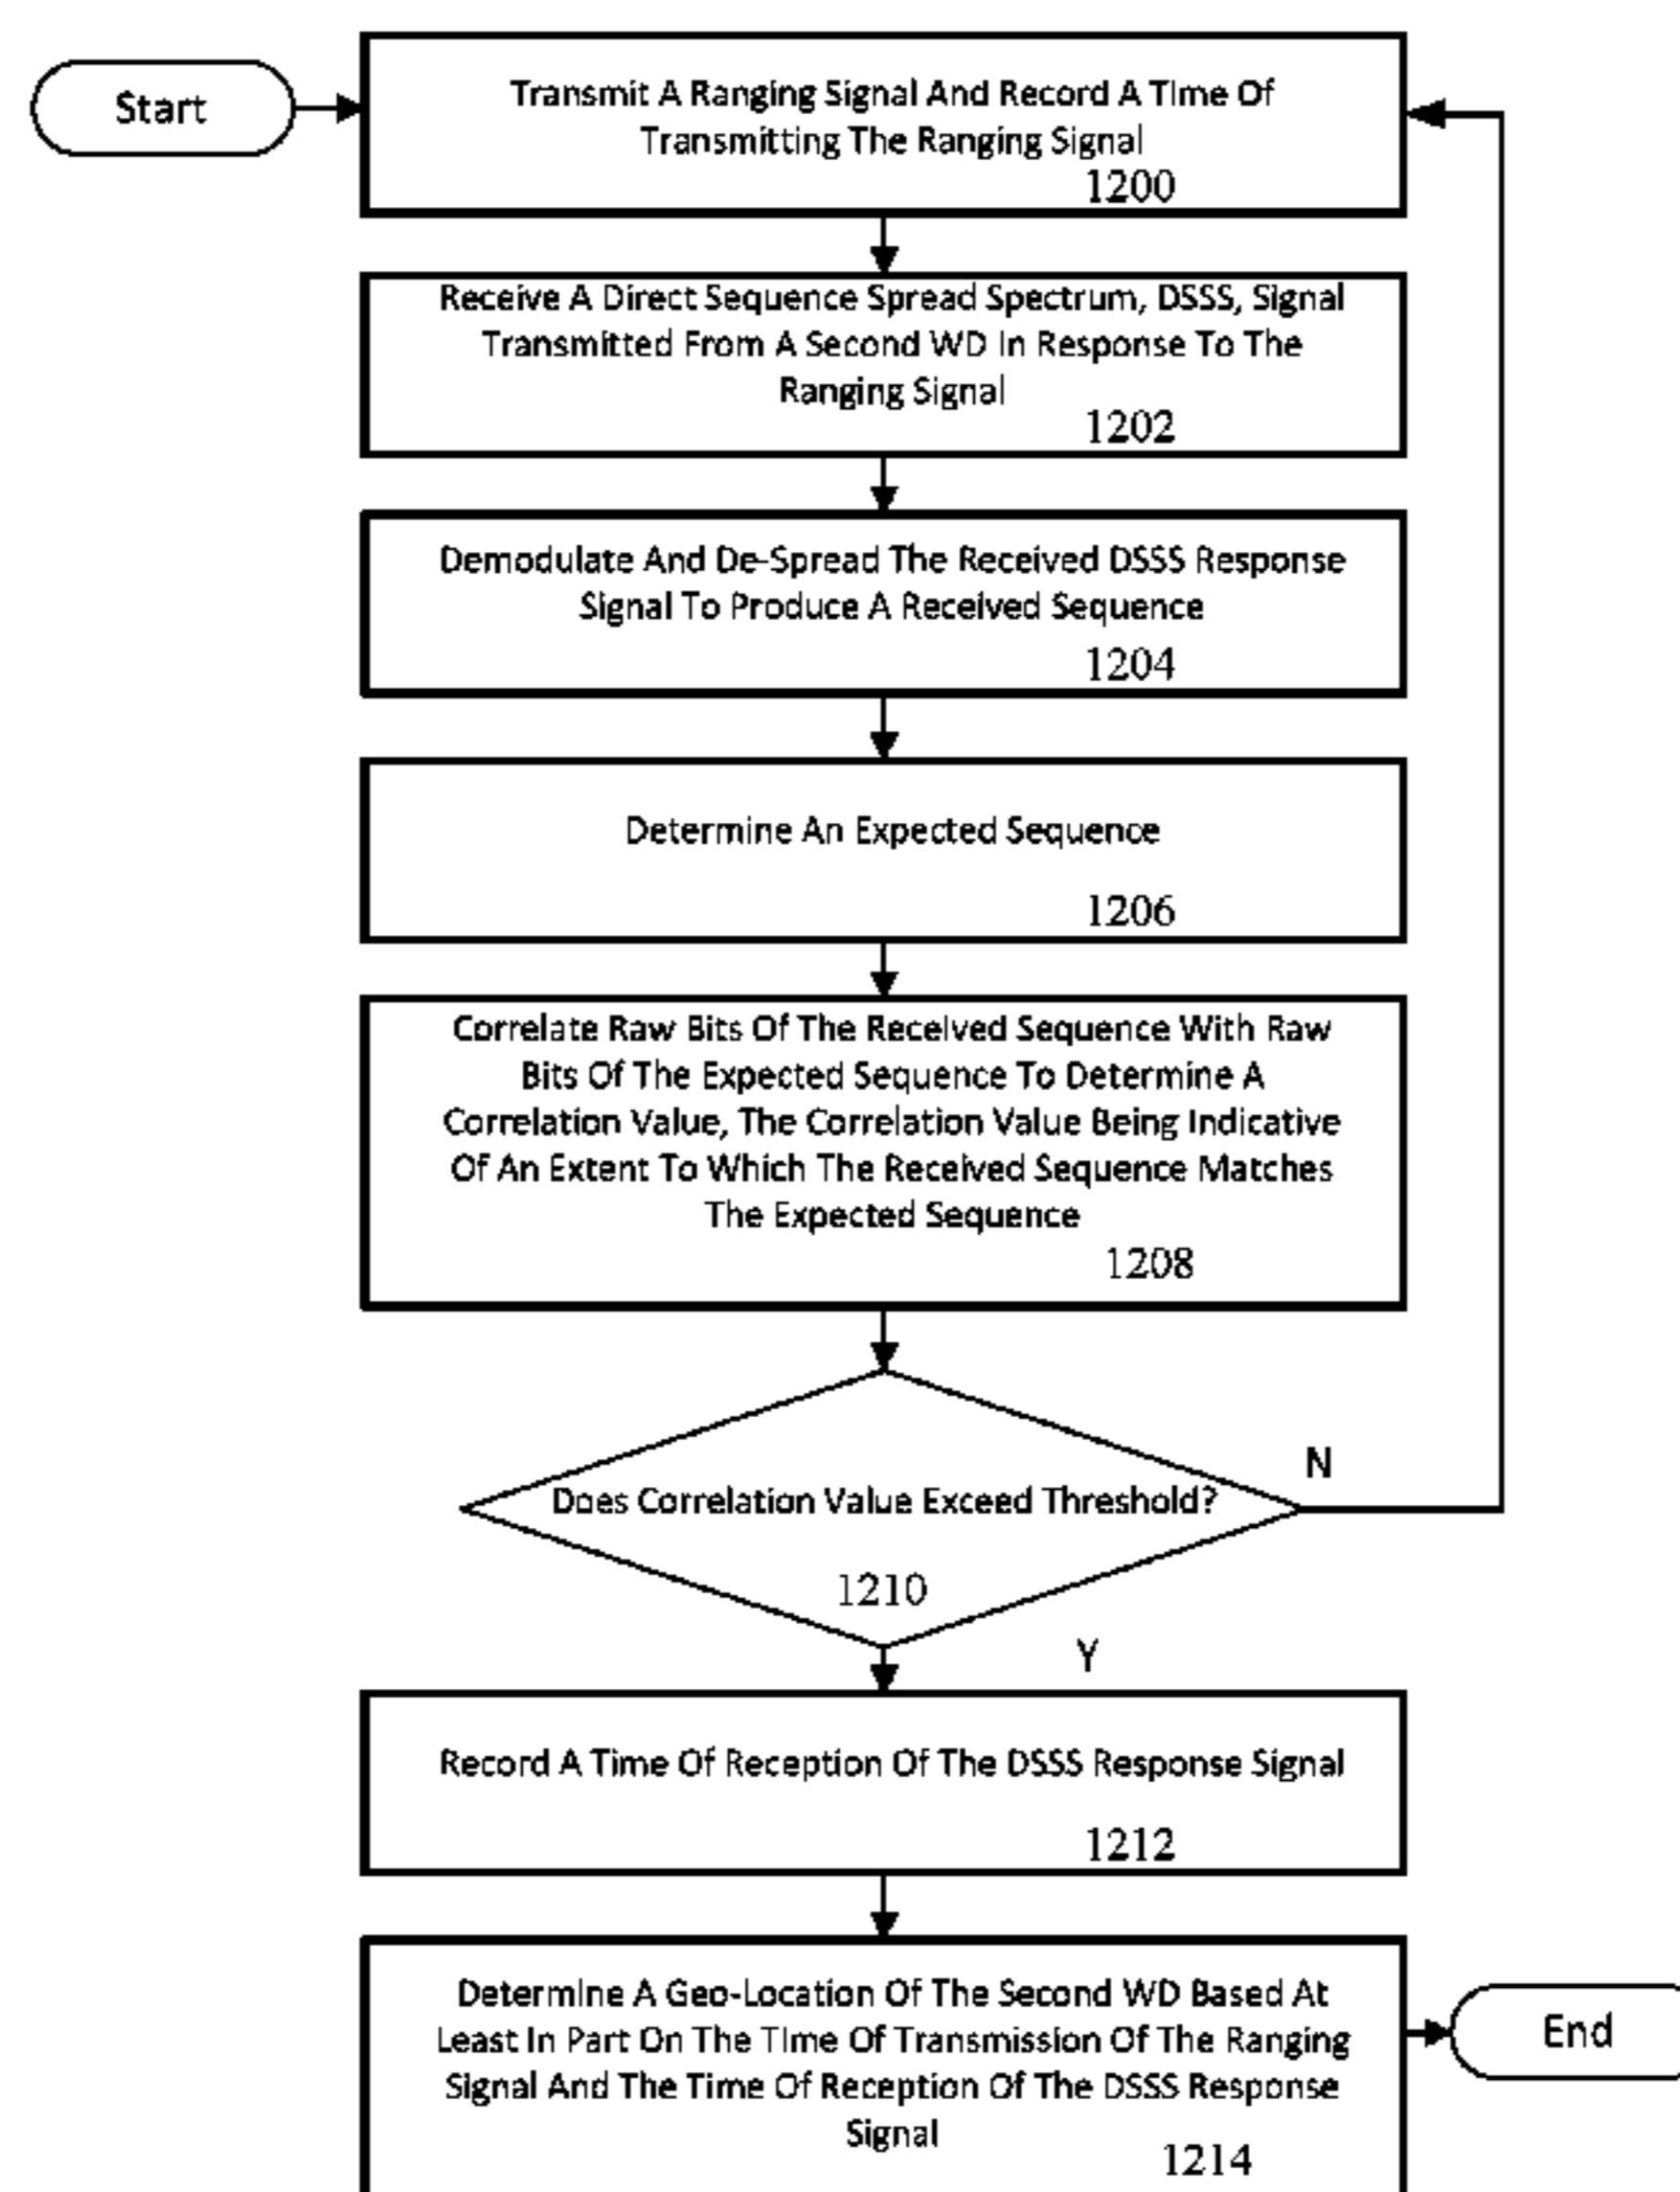 Start
Transmit A Ranging Signal And Record A Time Of
Transmitting The Ranging Signal
1200
Receive A Direct Sequence Spread Spectrum, DSSS, Signal
Transmitted From A Second WD In Response To The
Ranging Signal
1202
Demodulate And De-Spread The Received DSSS Response
Signal To Produce A Received Sequence
1204
Determine An Expected Sequence
1206
Correlate Raw Bits Of The Received Sequence With Raw
Bits Of The Expected Sequence To Determine A
Correlation Value, The Correlation Value Being Indicative
Of An Extent To Which The Received Sequence Matches
The Expected Sequence
1208
N
Does Correlation Value Exceed Threshold?
1210
Y
Record A Time Of Reception Of The DSSS Response Signal
1212
Determine A Geo-Location Of The Second WD Based At
Least In Part On The Time Of Transmission Of The Ranging
Signal And The Time Of Reception Of The DSSS Response
Signal
1214
End